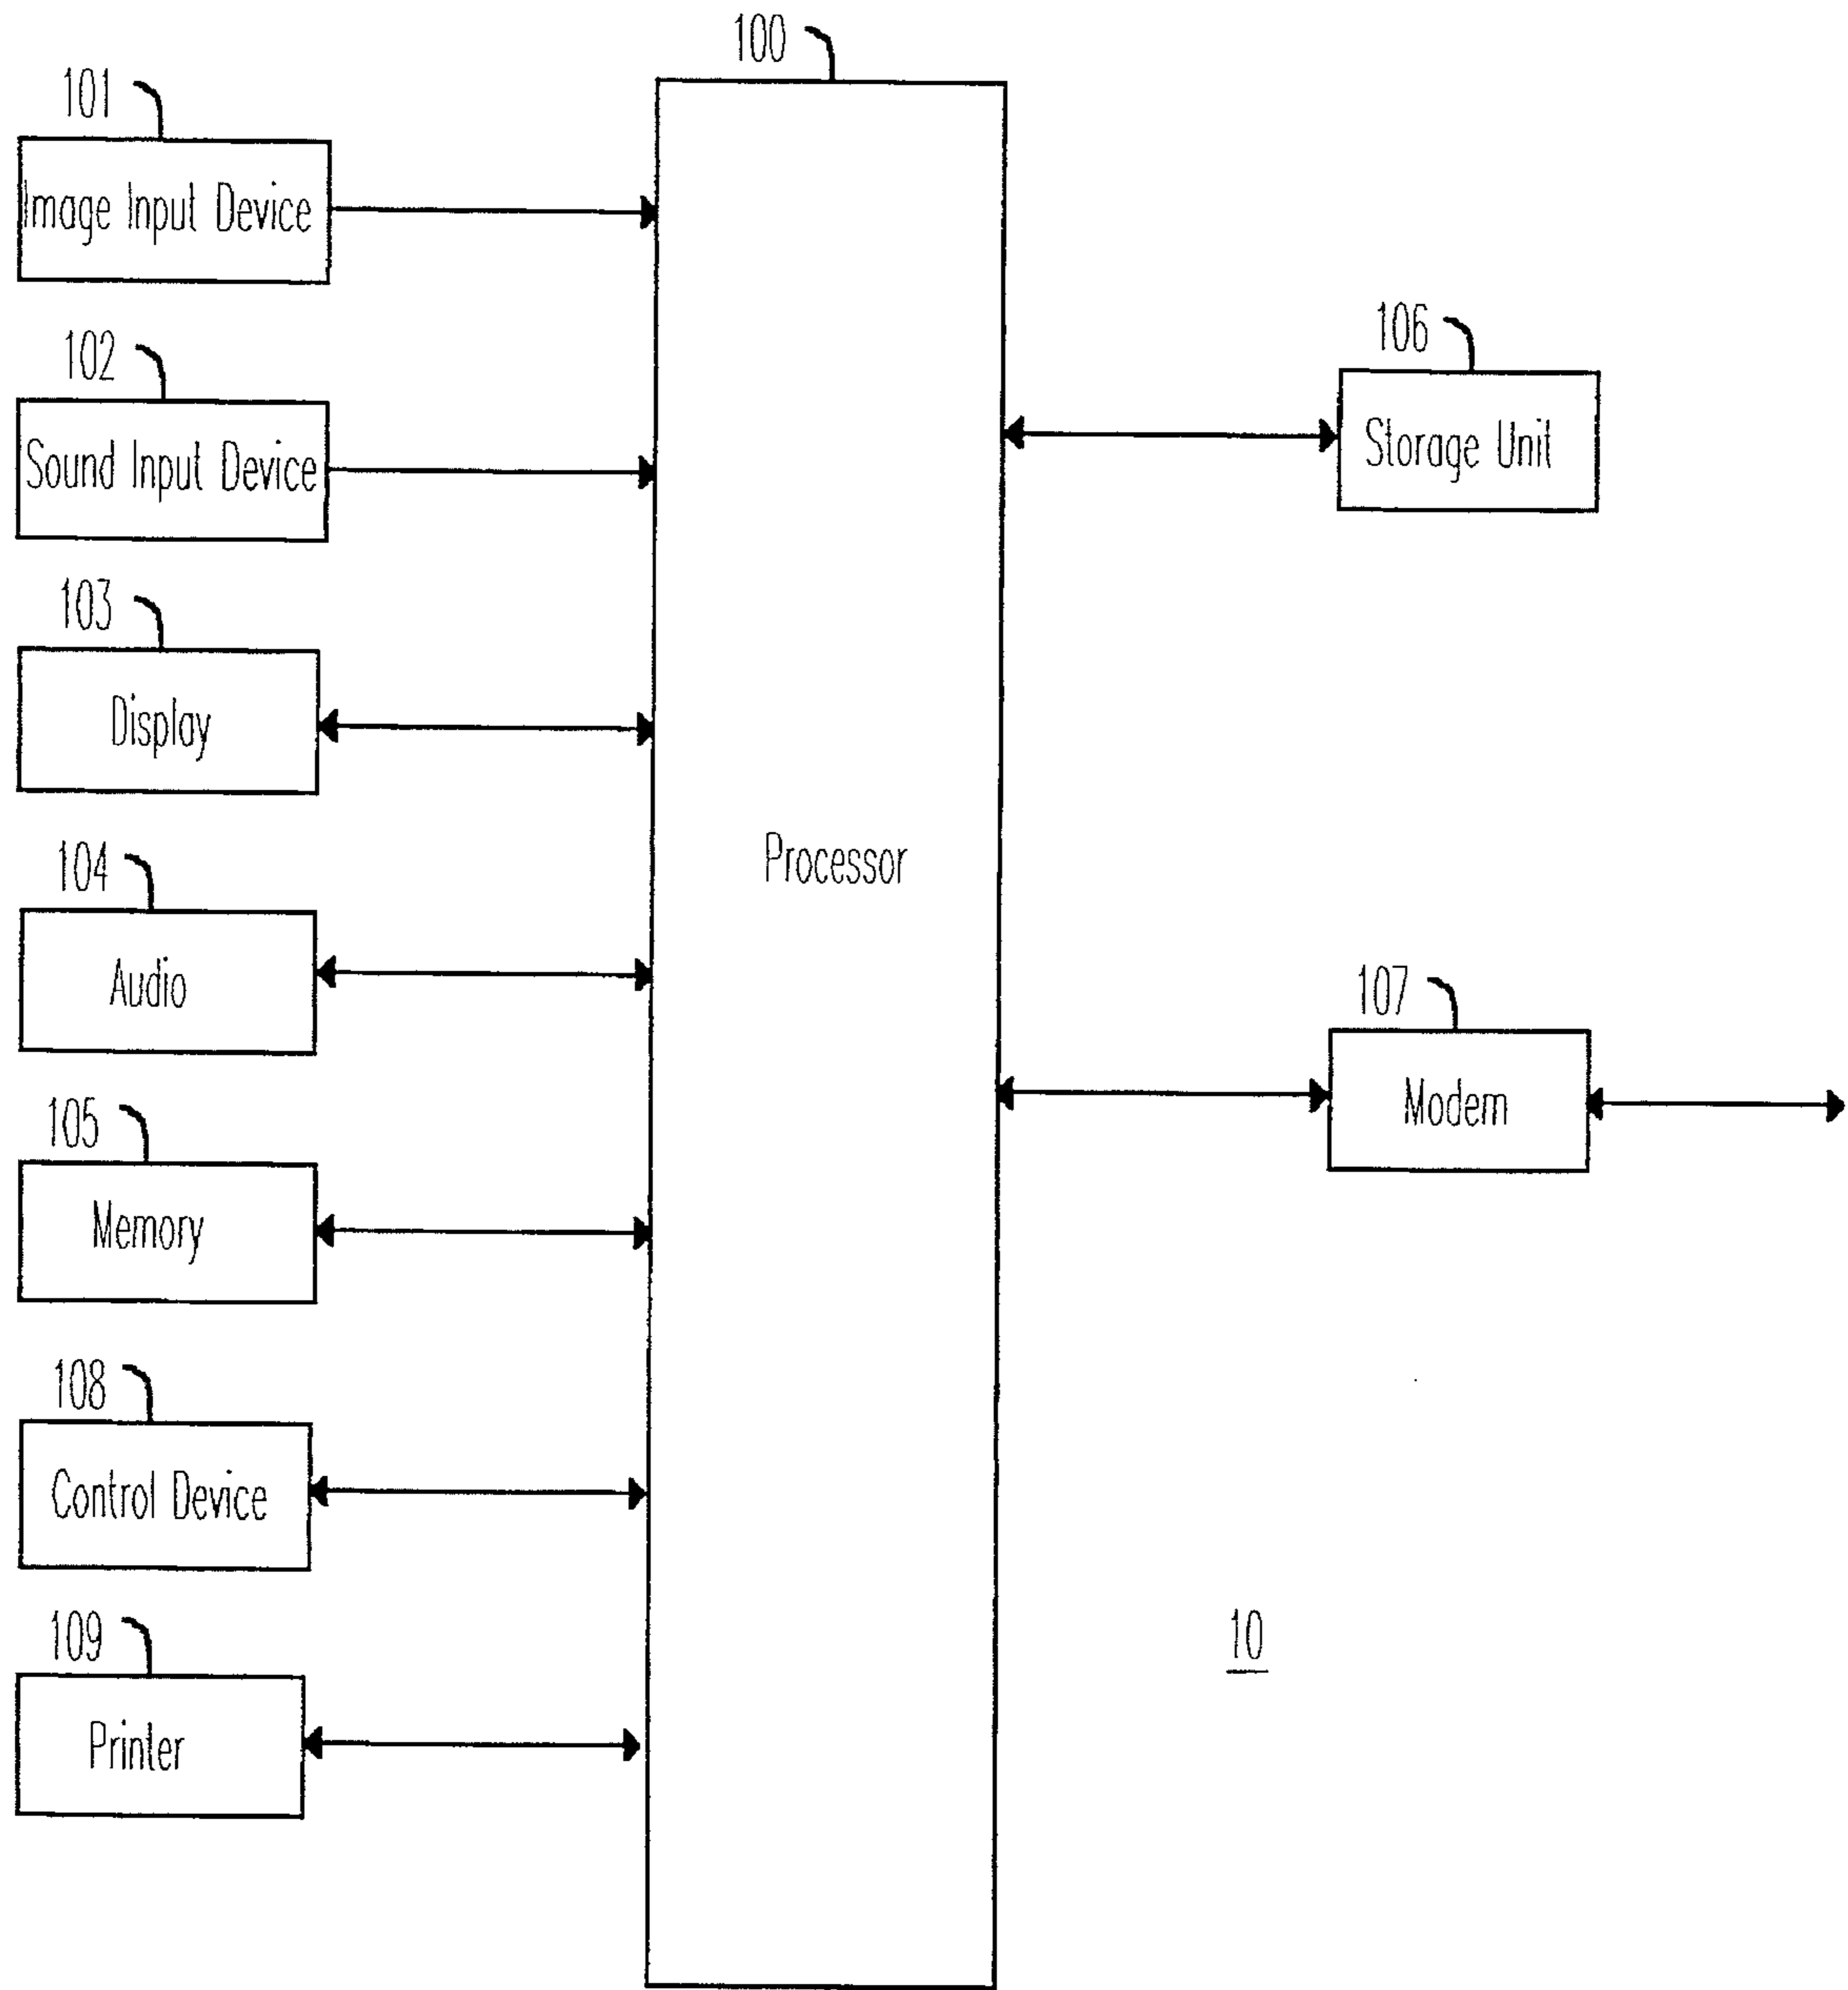 100
101
Image Input Device
102
Sound Input Device
103
Display
104
Audio
105
Memory
108
Control Device
109
Printer
Processor
106
Storage Unit
107
Modem
10